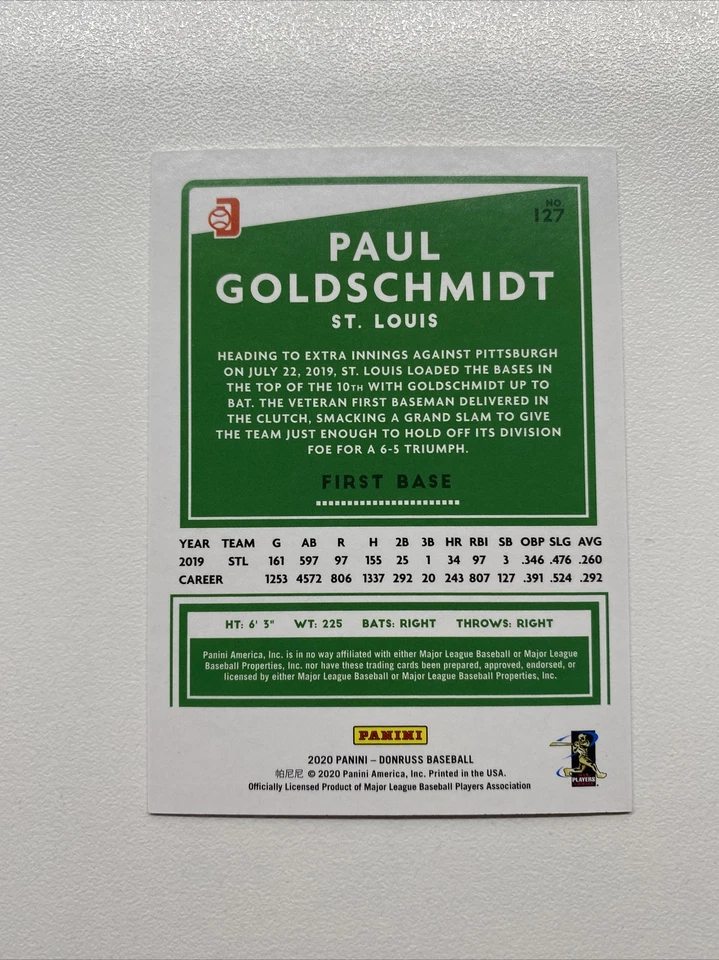 NO.
127
PAUL
GOLDSCHMIDT
ST. LOUIS
HEADING TO EXTRA INNINGS AGAINST PITTSBURGH
ON JULY 22, 2019, ST. LOUIS LOADED THE BASES IN
THE TOP OF THE 10TH WITH GOLDSCHMIDT UP TO
BAT. THE VETERAN FIRST BASEMAN DELIVERED IN
THE CLUTCH, SMACKING A GRAND SLAM TO GIVE
THE TEAM JUST ENOUGH TO HOLD OFF ITS DIVISION
FOE FOR A 6-5 TRIUMPH.
FIRST BASE
YEAR TEAM G AB R H 2B 3B HR RBI SB OBP SLG AVG
2019 STL 161 597 97 155 25 1 34 97 3 .346 .476 .260
CAREER 1253 4572 806 1337 292 20 243 807 127 .391 .524 .292
HT: 6' 3" WT: 225 BATS: RIGHT THROWS: RIGHT
Panini America, Inc. is in no way affiliated with either Major League Baseball or Major League
Baseball Properties, Inc. nor have these trading cards been prepared, approved, endorsed, or
licensed by either Major League Baseball or Major League Baseball Properties, Inc.
PANINI
2020 PANINI – DONRUSS BASEBALL
帕尼尼 © 2020 Panini America, Inc. Printed in the USA.
Officially Licensed Product of Major League Baseball Players Association
PLAYERS